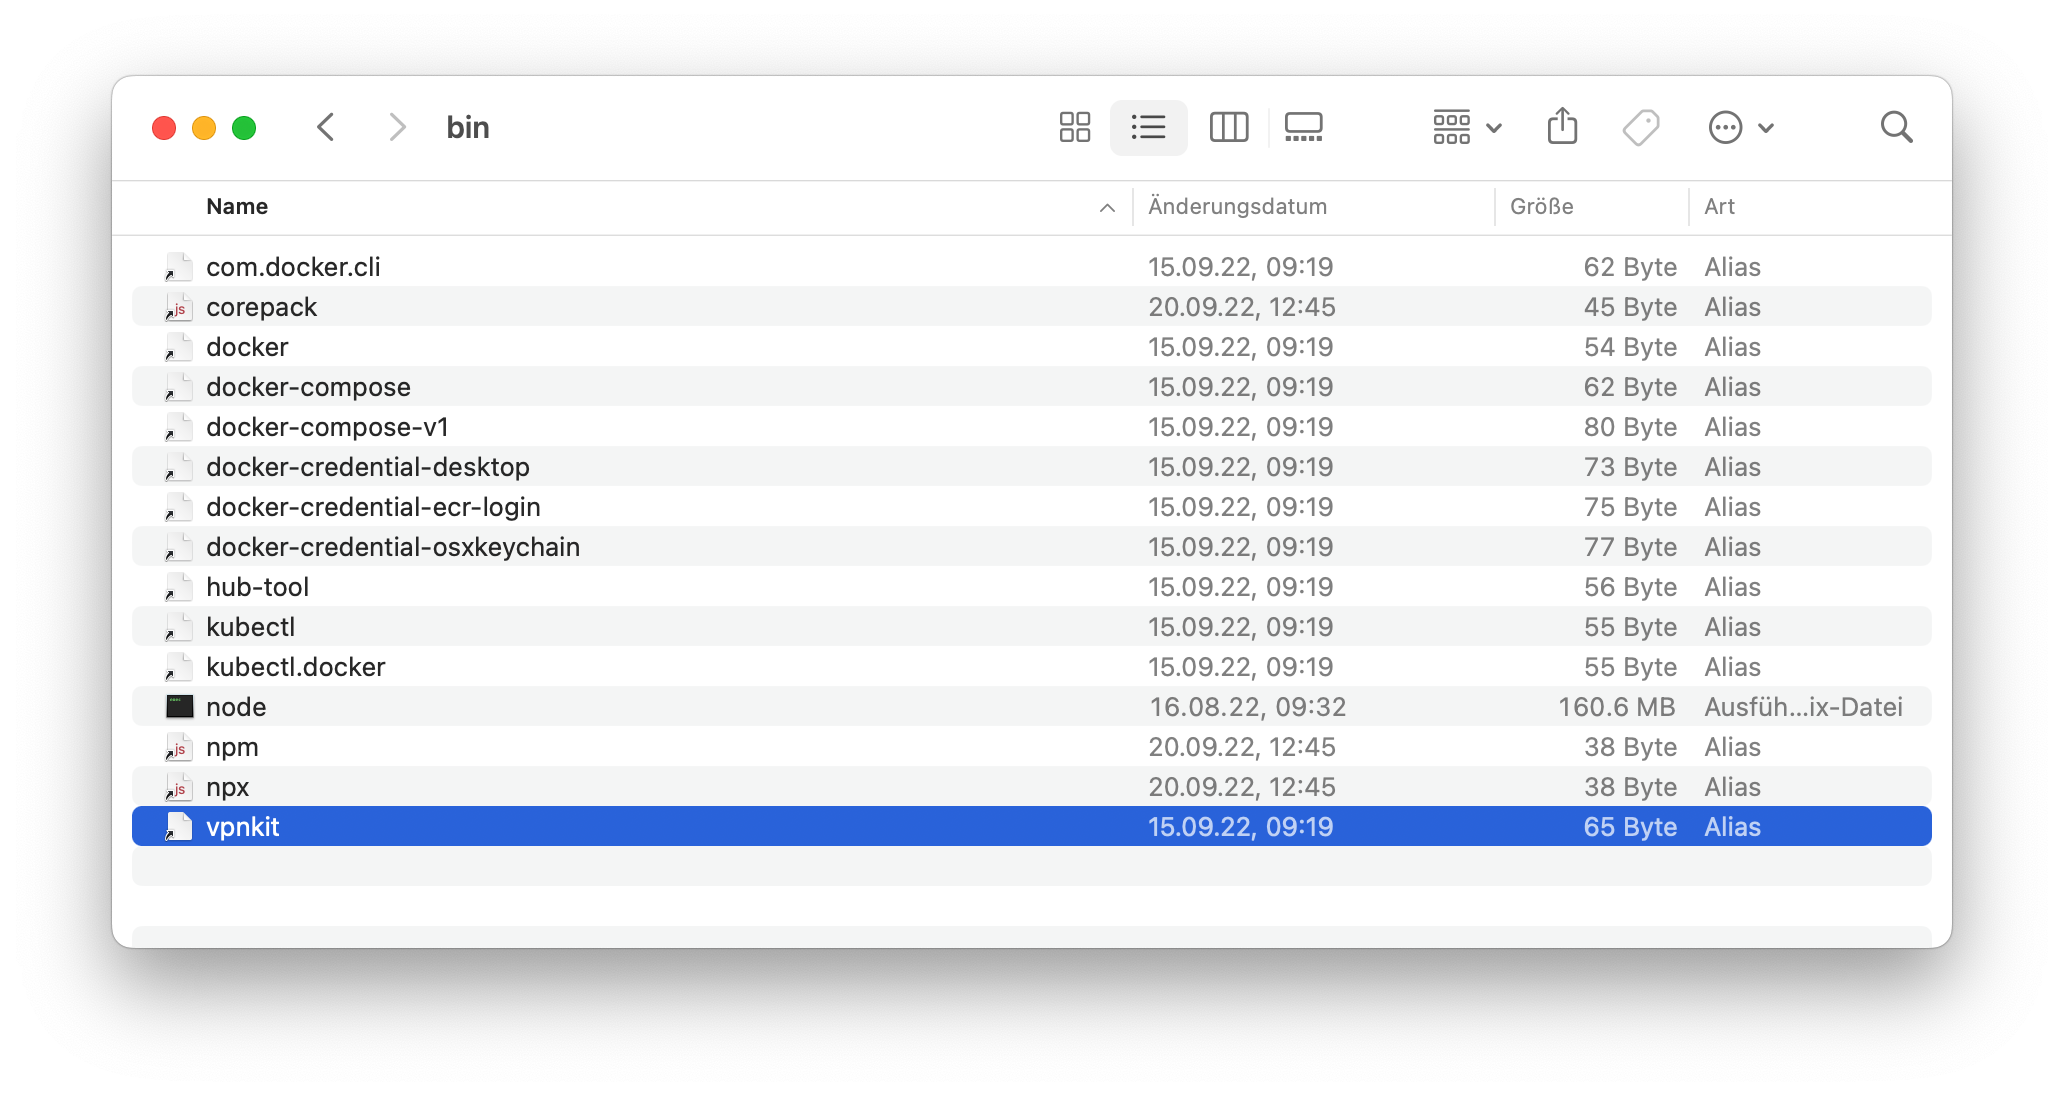 bin
Name Änderungsdatum Größe Art
com.docker.cli 15.09.22, 09:19 62 Byte Alias
corepack 20.09.22, 12:45 45 Byte Alias
docker 15.09.22, 09:19 54 Byte Alias
docker-compose 15.09.22, 09:19 62 Byte Alias
docker-compose-v1 15.09.22, 09:19 80 Byte Alias
docker-credential-desktop 15.09.22, 09:19 73 Byte Alias
docker-credential-ecr-login 15.09.22, 09:19 75 Byte Alias
docker-credential-osxkeychain 15.09.22, 09:19 77 Byte Alias
hub-tool 15.09.22, 09:19 56 Byte Alias
kubectl 15.09.22, 09:19 55 Byte Alias
kubectl.docker 15.09.22, 09:19 55 Byte Alias
node 16.08.22, 09:32 160.6 MB Ausfüh...ix-Datei
npm 20.09.22, 12:45 38 Byte Alias
npx 20.09.22, 12:45 38 Byte Alias
vpnkit 15.09.22, 09:19 65 Byte Alias